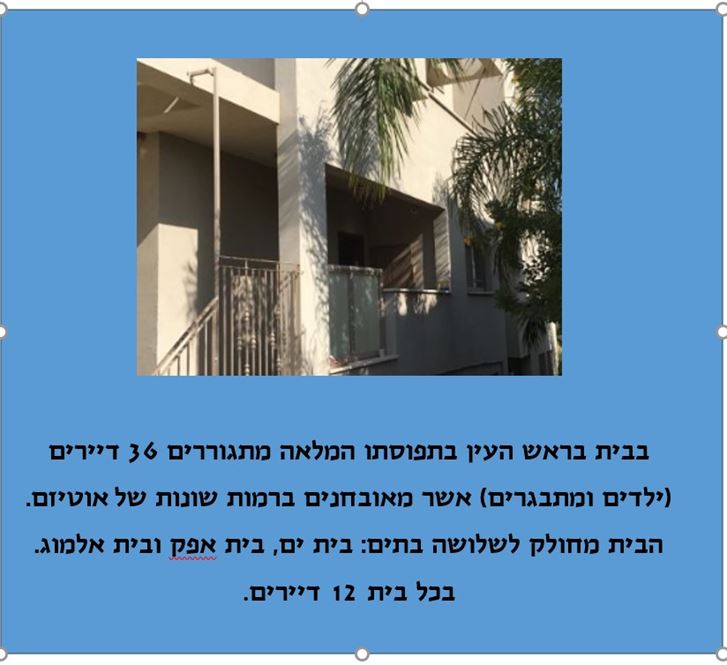 בבית בראש העין בתפוסתו המלאה מתגוררים 36 דיירים
(ילדים ומתבגרים) אשר מאובחנים ברמות שונות של אוטיזם.
הבית מחולק לשלושה בתים: בית ים, בית אפק ובית אלמוג.
בכל בית 12 דיירים.